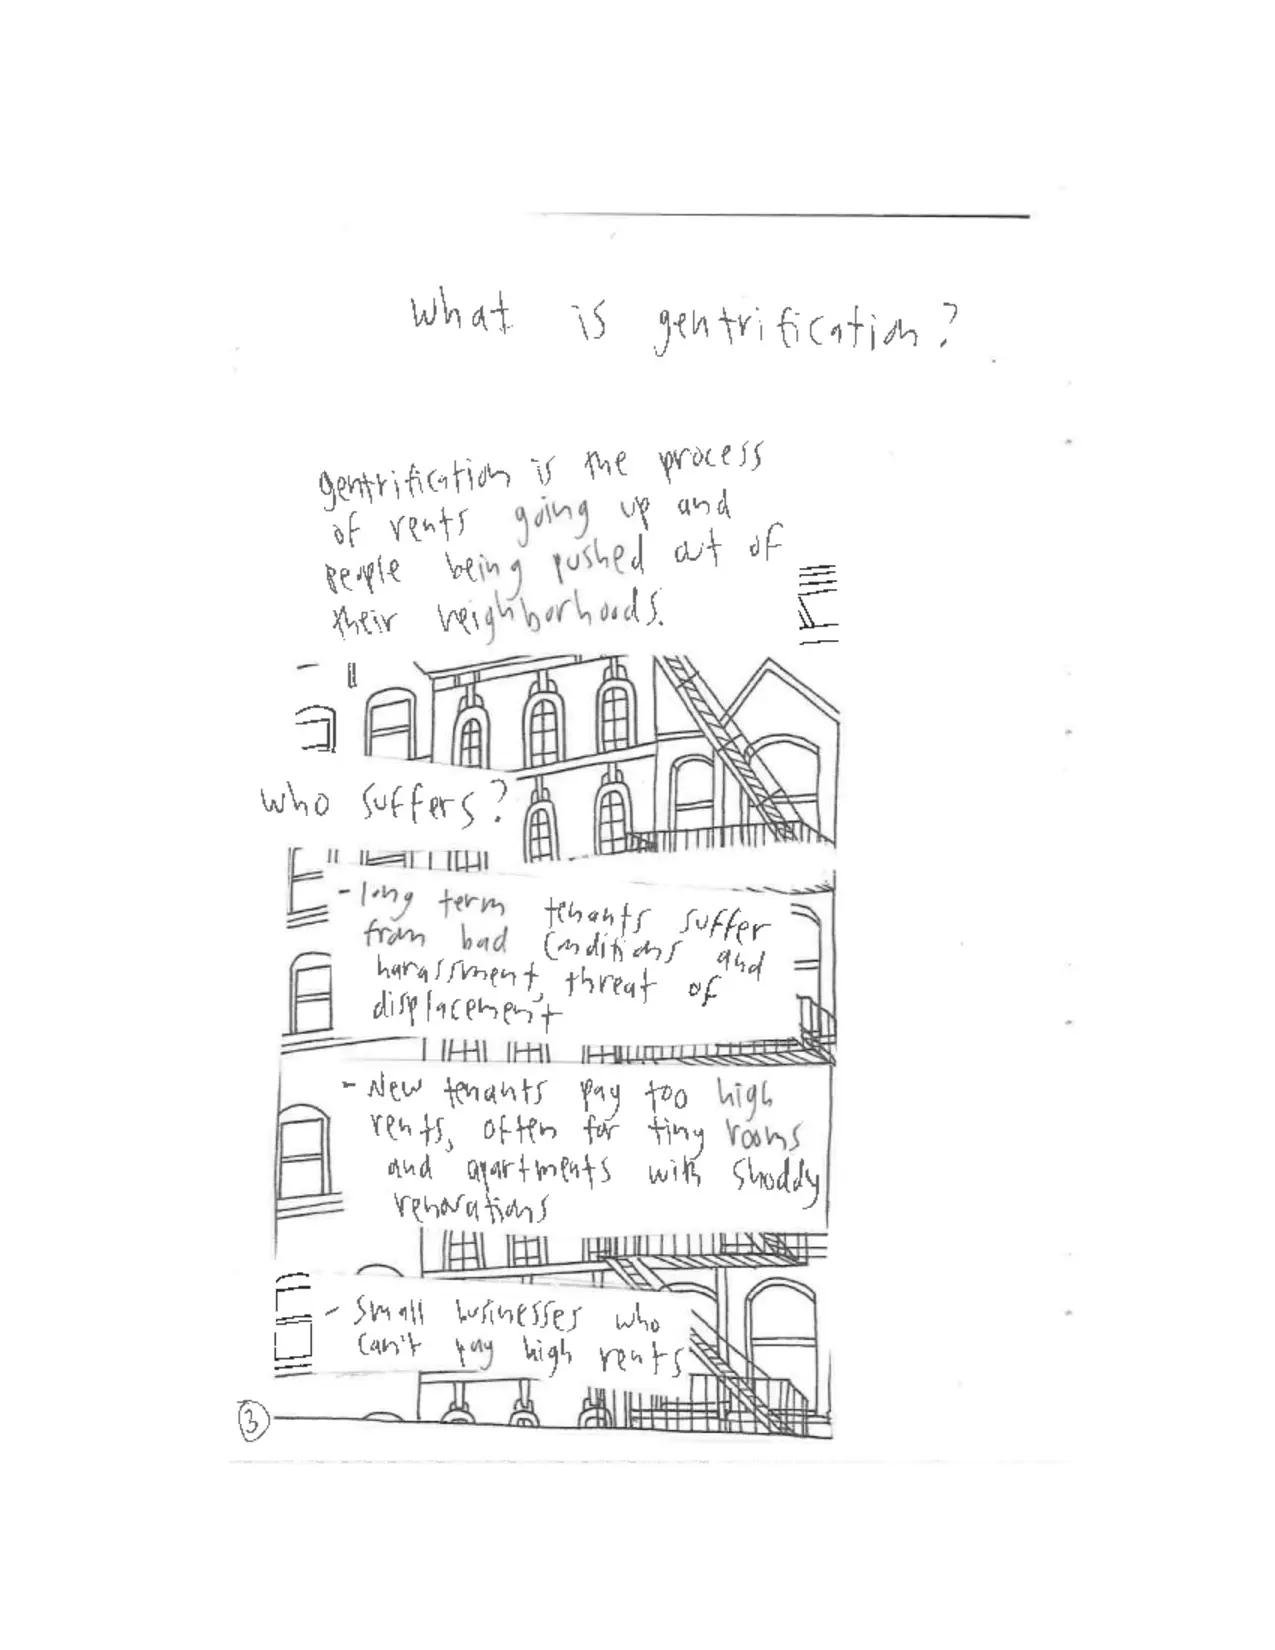 What is gentrification?
gentrification is the process
of rents going up and
people being pushed out of
their neighborhoods.
who suffers?
- long term tenants suffer
from bad conditions and
harassment, threat of
displacement
- New tenants pay too high
rents, often for tiny rooms
and apartments with shoddy
renovations
- small businesses who
can't pay high rents
3